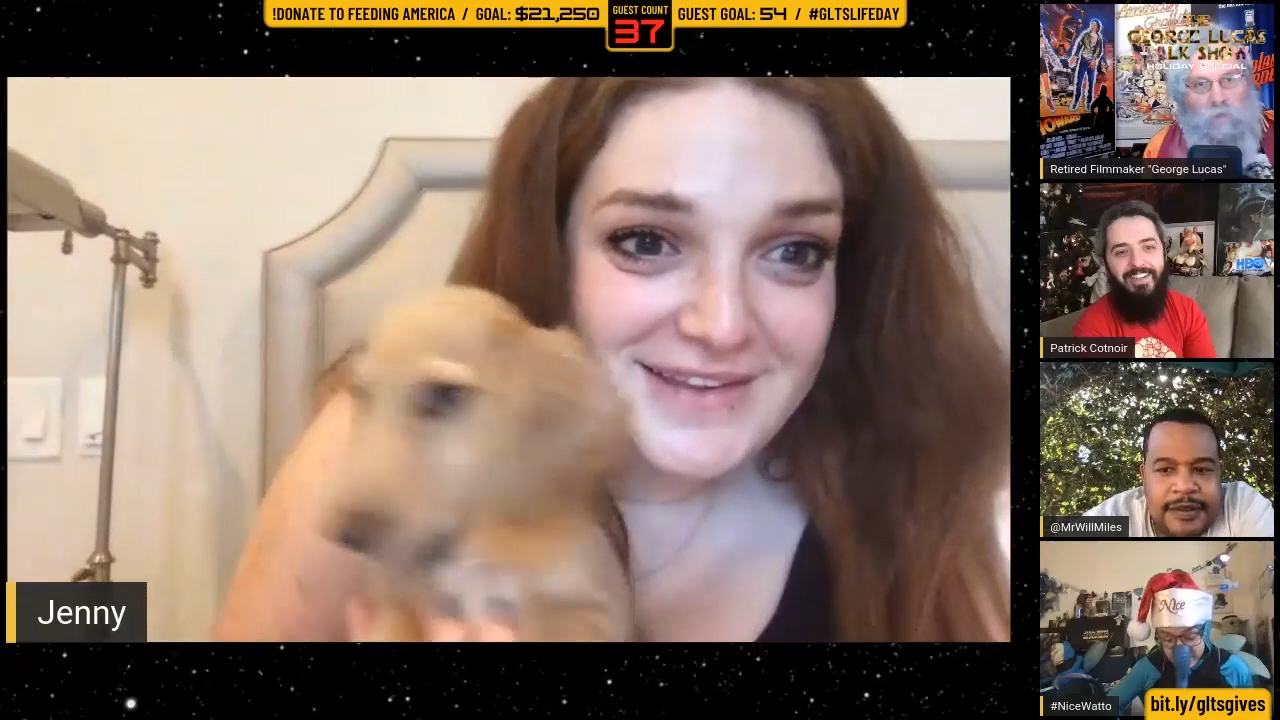 !DONATE TO FEEDING AMERICA / GOAL: $21,250
GUEST COUNT
37
GUEST GOAL: 54 / #GLTSLIFEDAY
THE
GEORGE LUCAS
TALK SHOW
HOLIDAY SPECIAL
HOWARD
Retired Filmmaker "George Lucas"
HBO
Patrick Cotnoir
@MrWillMiles
Nice
#NiceWatto
bit.ly/gltsgives
Jenny